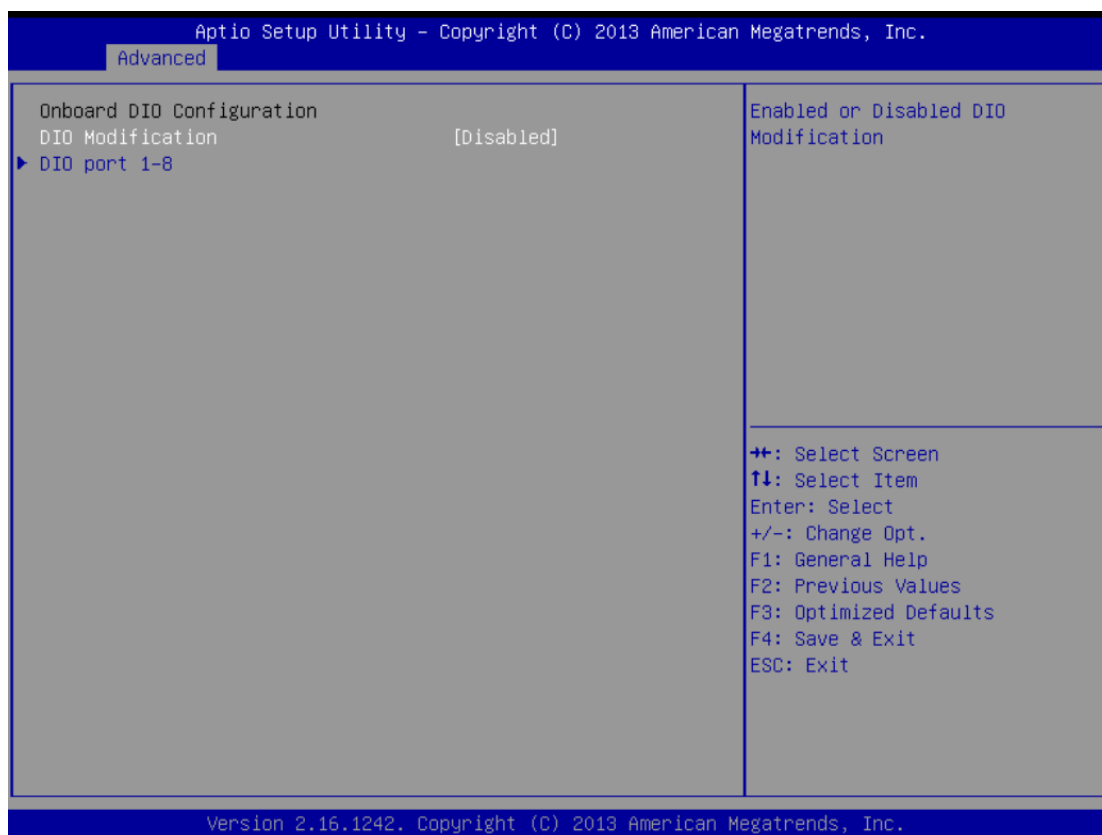 Aptio Setup Utility – Copyright (C) 2013 American Megatrends, Inc.
Advanced
Onboard DIO Configuration
DIO Modification [Disabled]
DIO port 1-8
Enabled or Disabled DIO
Modification
→←: Select Screen
↑↓: Select Item
Enter: Select
+/-: Change Opt.
F1: General Help
F2: Previous Values
F3: Optimized Defaults
F4: Save & Exit
ESC: Exit
Version 2.16.1242. Copyright (C) 2013 American Megatrends, Inc.